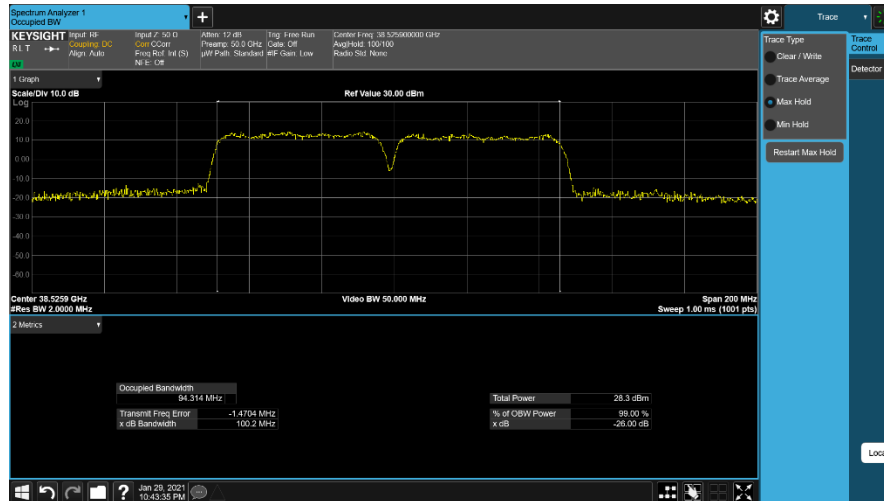 Spectrum Analyzer 1
Occupied BW
+
Trace
KEYSIGHT
Input: RF
Input Z: 50 Ω
Atten: 12 dB
Trig: Free Run
Center Freq: 38.525900000 GHz
RLT
Coupling: DC
Corr CCorr
Preamp: 50.0 GHz
Gate: Off
Avg|Hold: 100/100
Align: Auto
Freq Ref: Int (S)
µW Path: Standard
#IF Gain: Low
Radio Std: None
NFE: Off
Trace Type
Clear / Write
Trace Average
Max Hold
Min Hold
Restart Max Hold
Trace
Control
Detector
1 Graph
Scale/Div 10.0 dB
Ref Value 30.00 dBm
Log
20.0
10.0
0.00
-10.0
-20.0
-30.0
-40.0
-50.0
-60.0
Center 38.5259 GHz
Video BW 50.000 MHz
Span 200 MHz
#Res BW 2.0000 MHz
Sweep 1.00 ms (1001 pts)
2 Metrics
Occupied Bandwidth
94.314 MHz
Total Power 28.3 dBm
Transmit Freq Error -1.4704 MHz
% of OBW Power 99.00 %
x dB Bandwidth 100.2 MHz
x dB -26.00 dB
Loca
?
Jan 29, 2021
10:43:35 PM